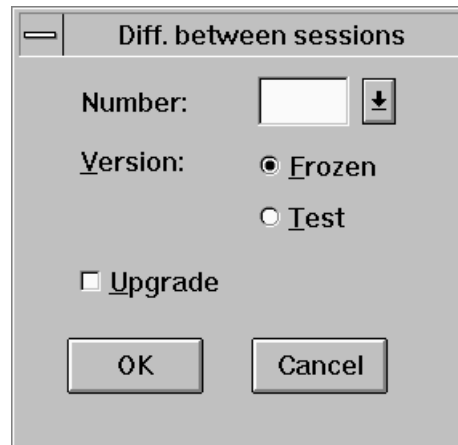 Diff. between sessions
Number:
Version:
Frozen
Test
Upgrade
OK Cancel